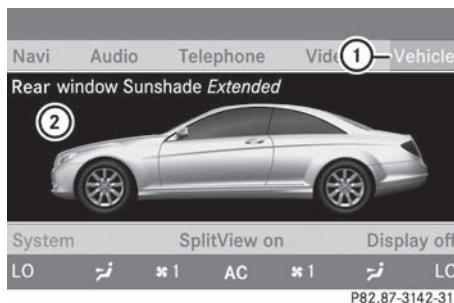 Navi Audio Telephone Vide 1 Vehicle
Rear window Sunshade Extended
2
System SplitView on Display off
LO 1 AC 1 LO
P82.87-3142-31